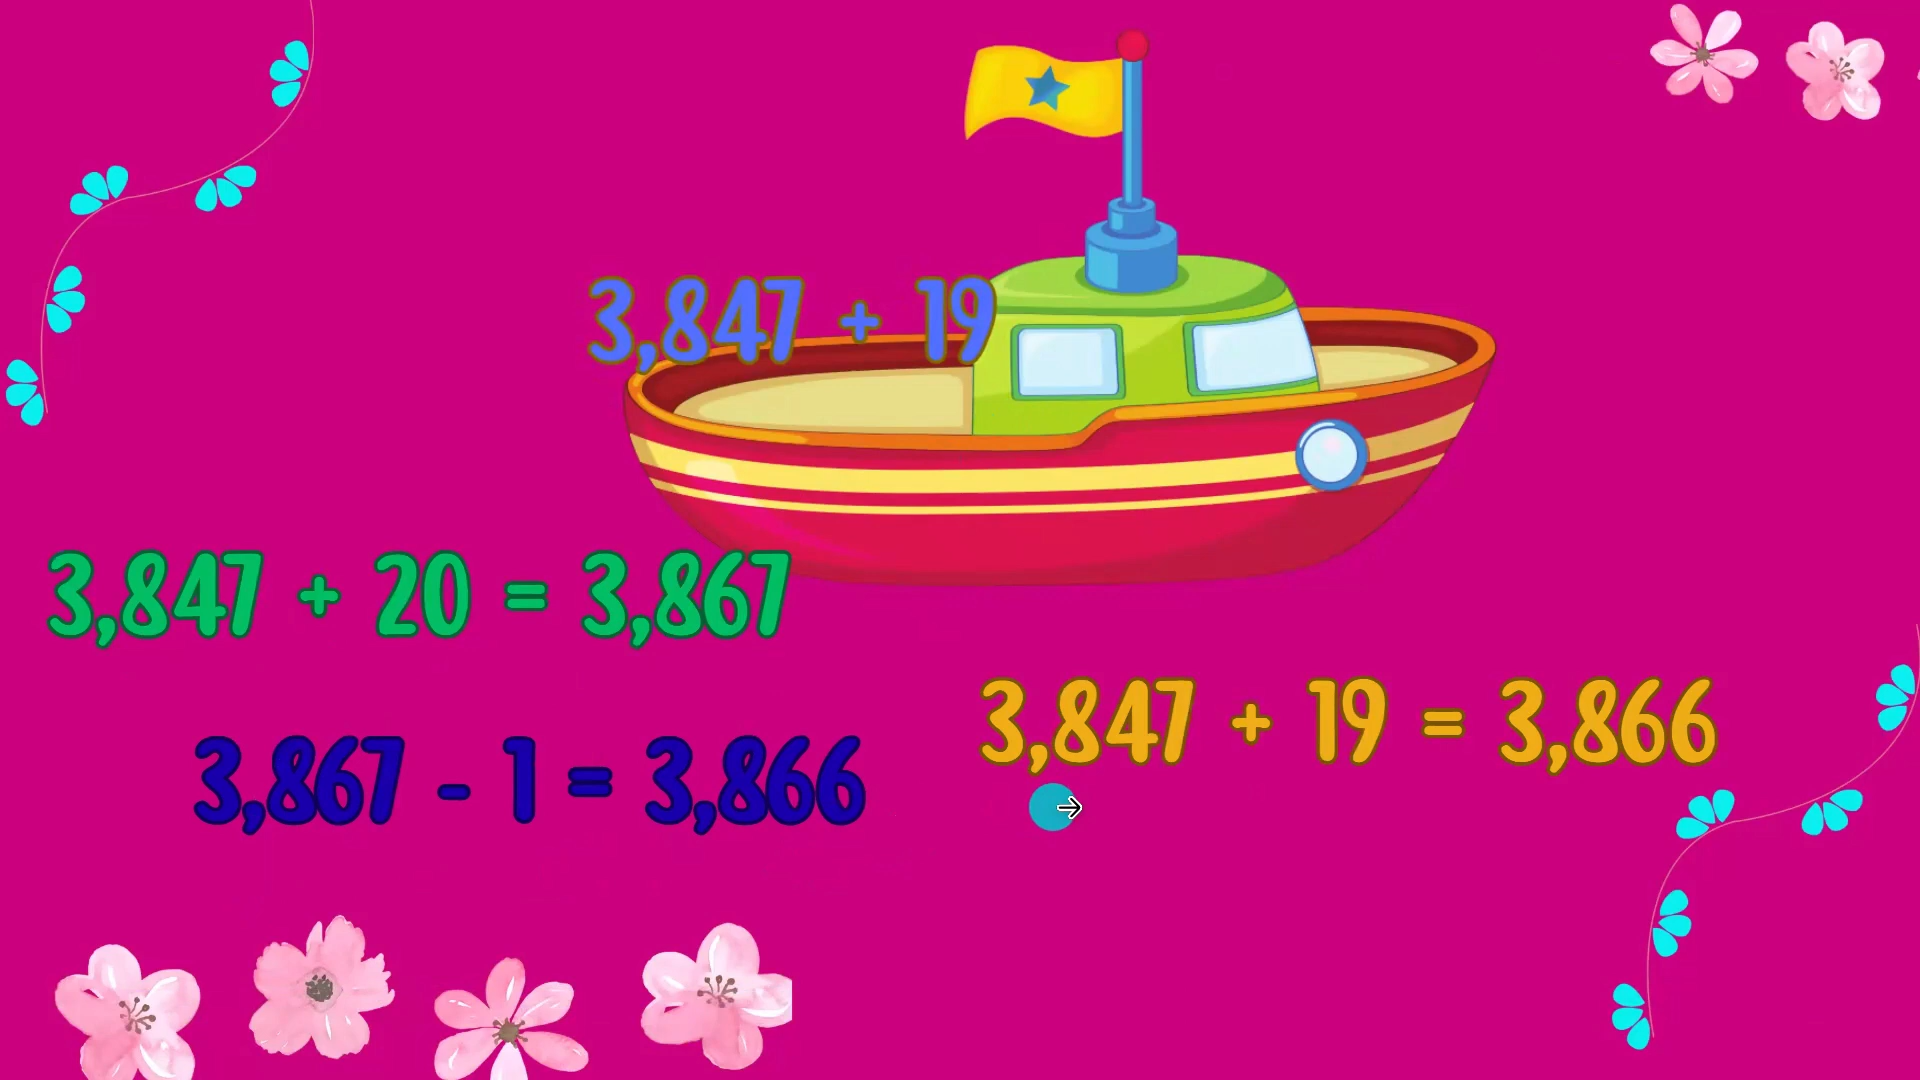 3,847 + 19
3,847 + 20 = 3,867
3,867 - 1 = 3,866
3,847 + 19 = 3,866